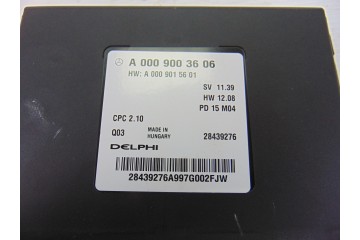 A 000 900 36 06
HW: A 000 901 56 01
SV 11.39
HW 12.08
PD 15 M04
CPC 2.10
Q03 MADE IN HUNGARY 28439276
DELPHI
28439276A997G002FJW